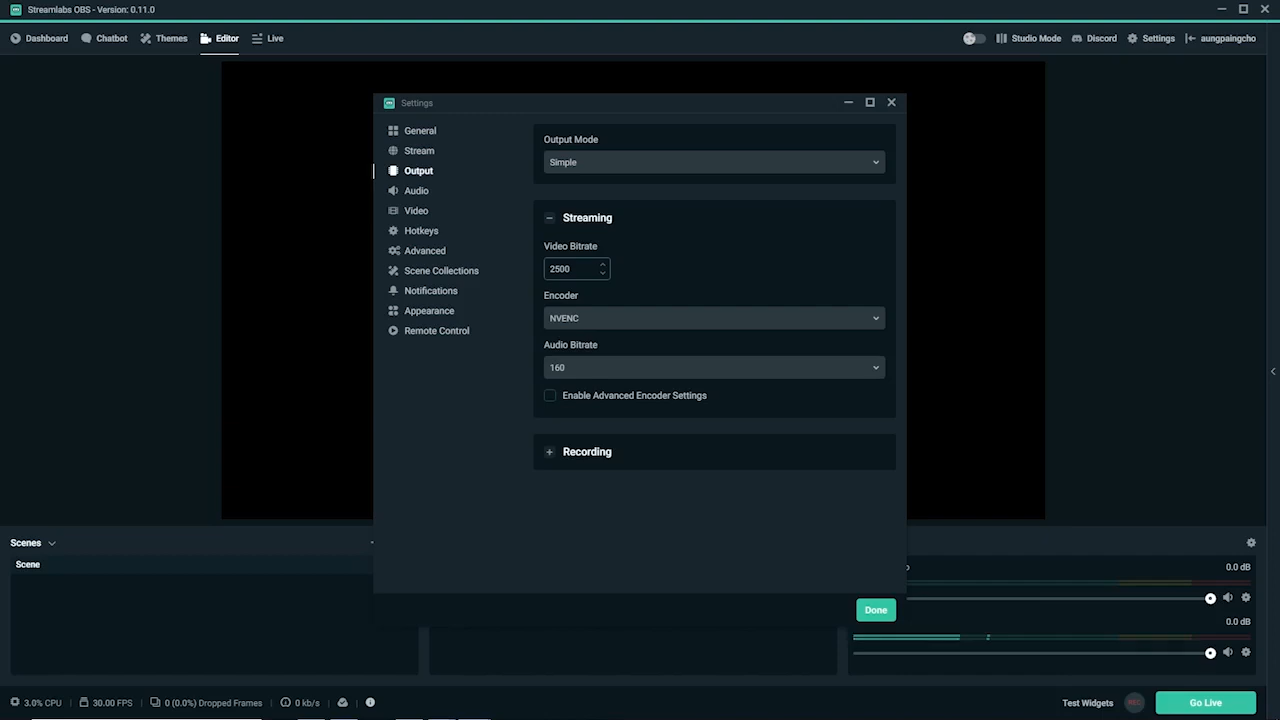 Streamlabs OBS - Version: 0.11.0
Dashboard Chatbot Themes Editor Live Studio Mode Discord Settings aungpaingcho
Settings
General
Stream
Output
Audio
Video
Hotkeys
Advanced
Scene Collections
Notifications
Appearance
Remote Control
Output Mode
Simple
Streaming
Video Bitrate
2500
Encoder
NVENC
Audio Bitrate
160
Enable Advanced Encoder Settings
Recording
Done
Scenes
Scene
0.0 dB
0.0 dB
3.0% CPU 30.00 FPS 0 (0.0%) Dropped Frames 0 kb/s Test Widgets REC Go Live